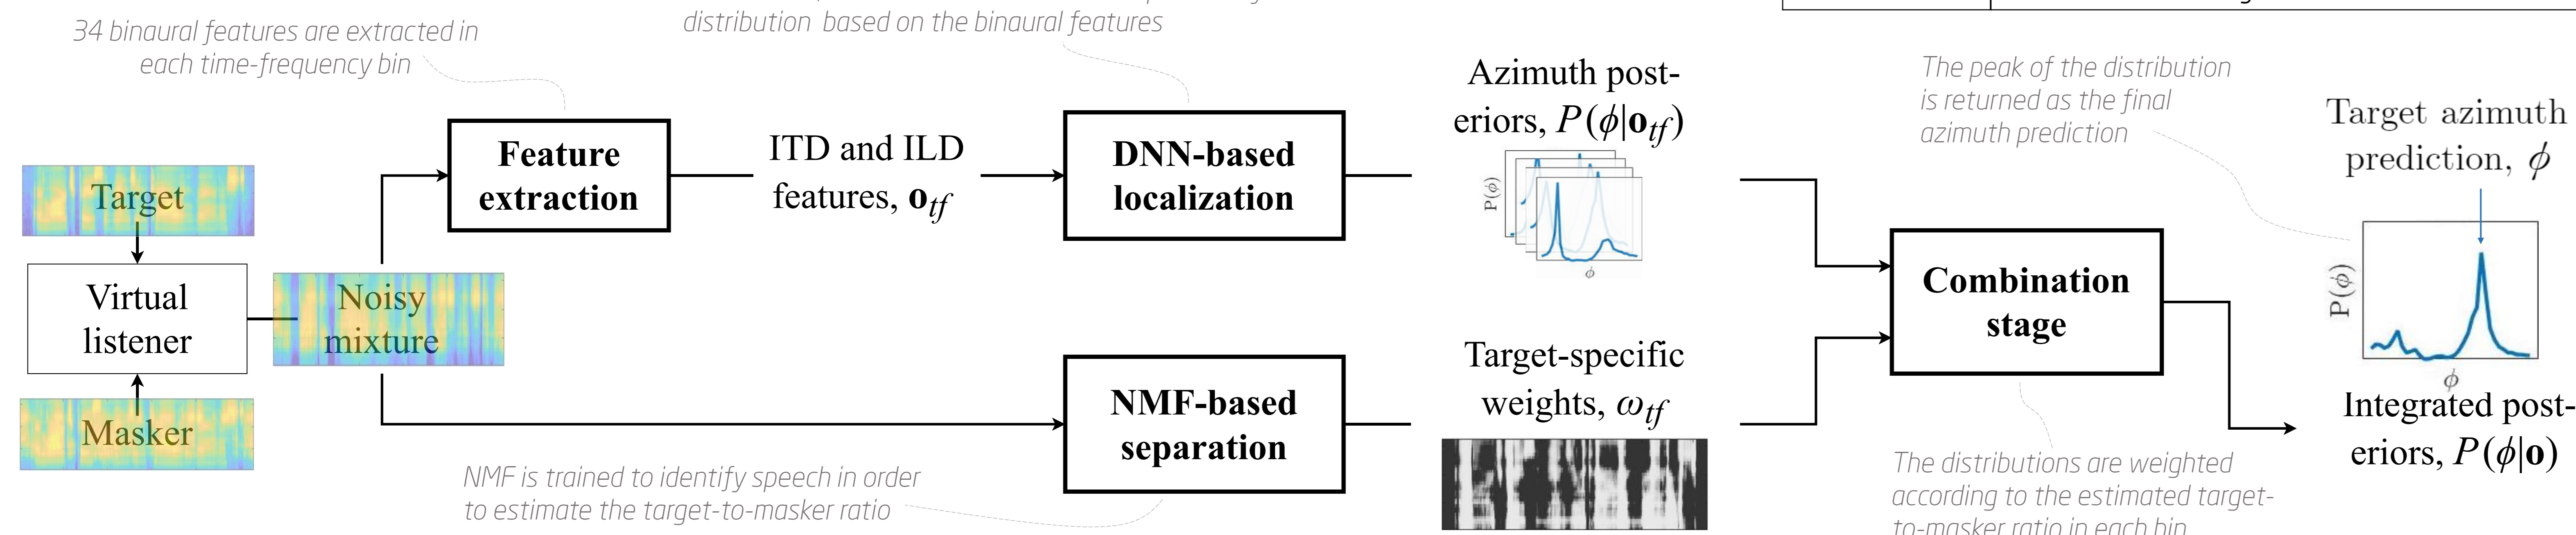 34 binaural features are extracted in
each time-frequency bin
distribution based on the binaural features
Target
Virtual
listener
Masker
Noisy
mixture
Feature
extraction
ITD and ILD
features, o_tf
DNN-based
localization
Azimuth post-
eriors, P(ϕ|o_tf)
P(ϕ)
ϕ
NMF is trained to identify speech in order
to estimate the target-to-masker ratio
NMF-based
separation
Target-specific
weights, ω_tf
Combination
stage
The distributions are weighted
according to the estimated target-
to-masker ratio in each bin
The peak of the distribution
is returned as the final
azimuth prediction
Target azimuth
prediction, ϕ
P(ϕ)
ϕ
Integrated post-
eriors, P(ϕ|o)